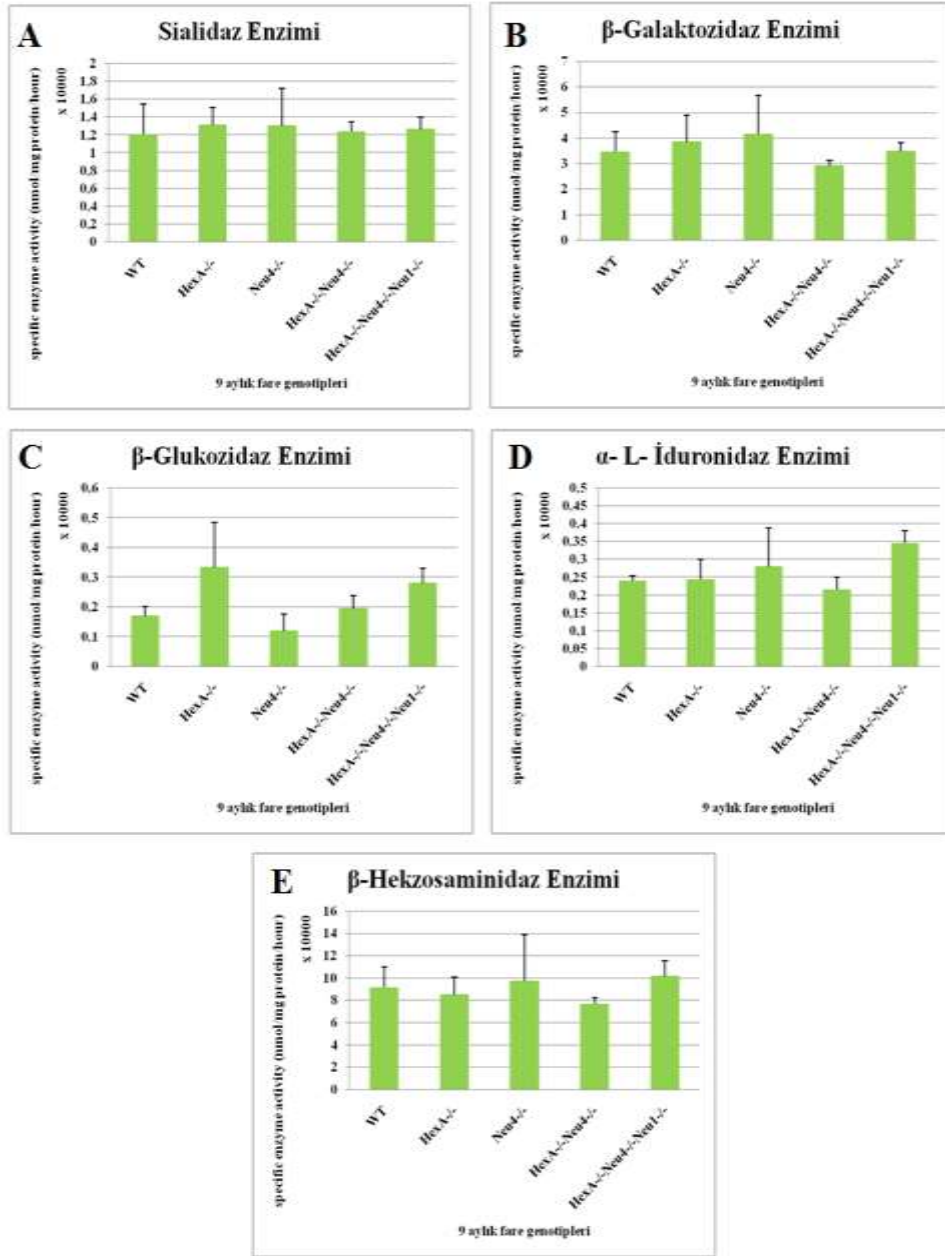 A
Sialidaz Enzimi
specific enzyme activity (nmol/mg protein/hour)
x 10000
2
1.8
1.6
1.4
1.2
1
0.8
0.6
0.4
0.2
0
WT
HexA-/-
Neu4-/-
HexA-/-Neu4-/-
HexA-/-Neu4-/-Neu1-/-
9 aylık fare genotipleri
B
β-Galaktozidaz Enzimi
specific enzyme activity (nmol/mg protein/hour)
x 10000
7
6
5
4
3
2
1
0
WT
HexA-/-
Neu4-/-
HexA-/-Neu4-/-
HexA-/-Neu4-/-Neu1-/-
9 aylık fare genotipleri
C
β-Glukozidaz Enzimi
specific enzyme activity (nmol/mg protein/hour)
x 10000
0,6
0,5
0,4
0,3
0,2
0,1
0
WT
HexA-/-
Neu4-/-
HexA-/-Neu4-/-
HexA-/-Neu4-/-Neu1-/-
9 aylık fare genotipleri
D
α- L- İduronidaz Enzimi
specific enzyme activity (nmol/mg protein/hour)
x 10000
0,5
0,45
0,4
0,35
0,3
0,25
0,2
0,15
0,1
0,05
0
WT
HexA-/-
Neu4-/-
HexA-/-Neu4-/-
HexA-/-Neu4-/-Neu1-/-
9 aylık fare genotipleri
E
β-Hekzosaminidaz Enzimi
specific enzyme activity (nmol/mg protein/hour)
x 10000
16
14
12
10
8
6
4
2
0
WT
HexA-/-
Neu4-/-
HexA-/-Neu4-/-
HexA-/-Neu4-/-Neu1-/-
9 aylık fare genotipleri